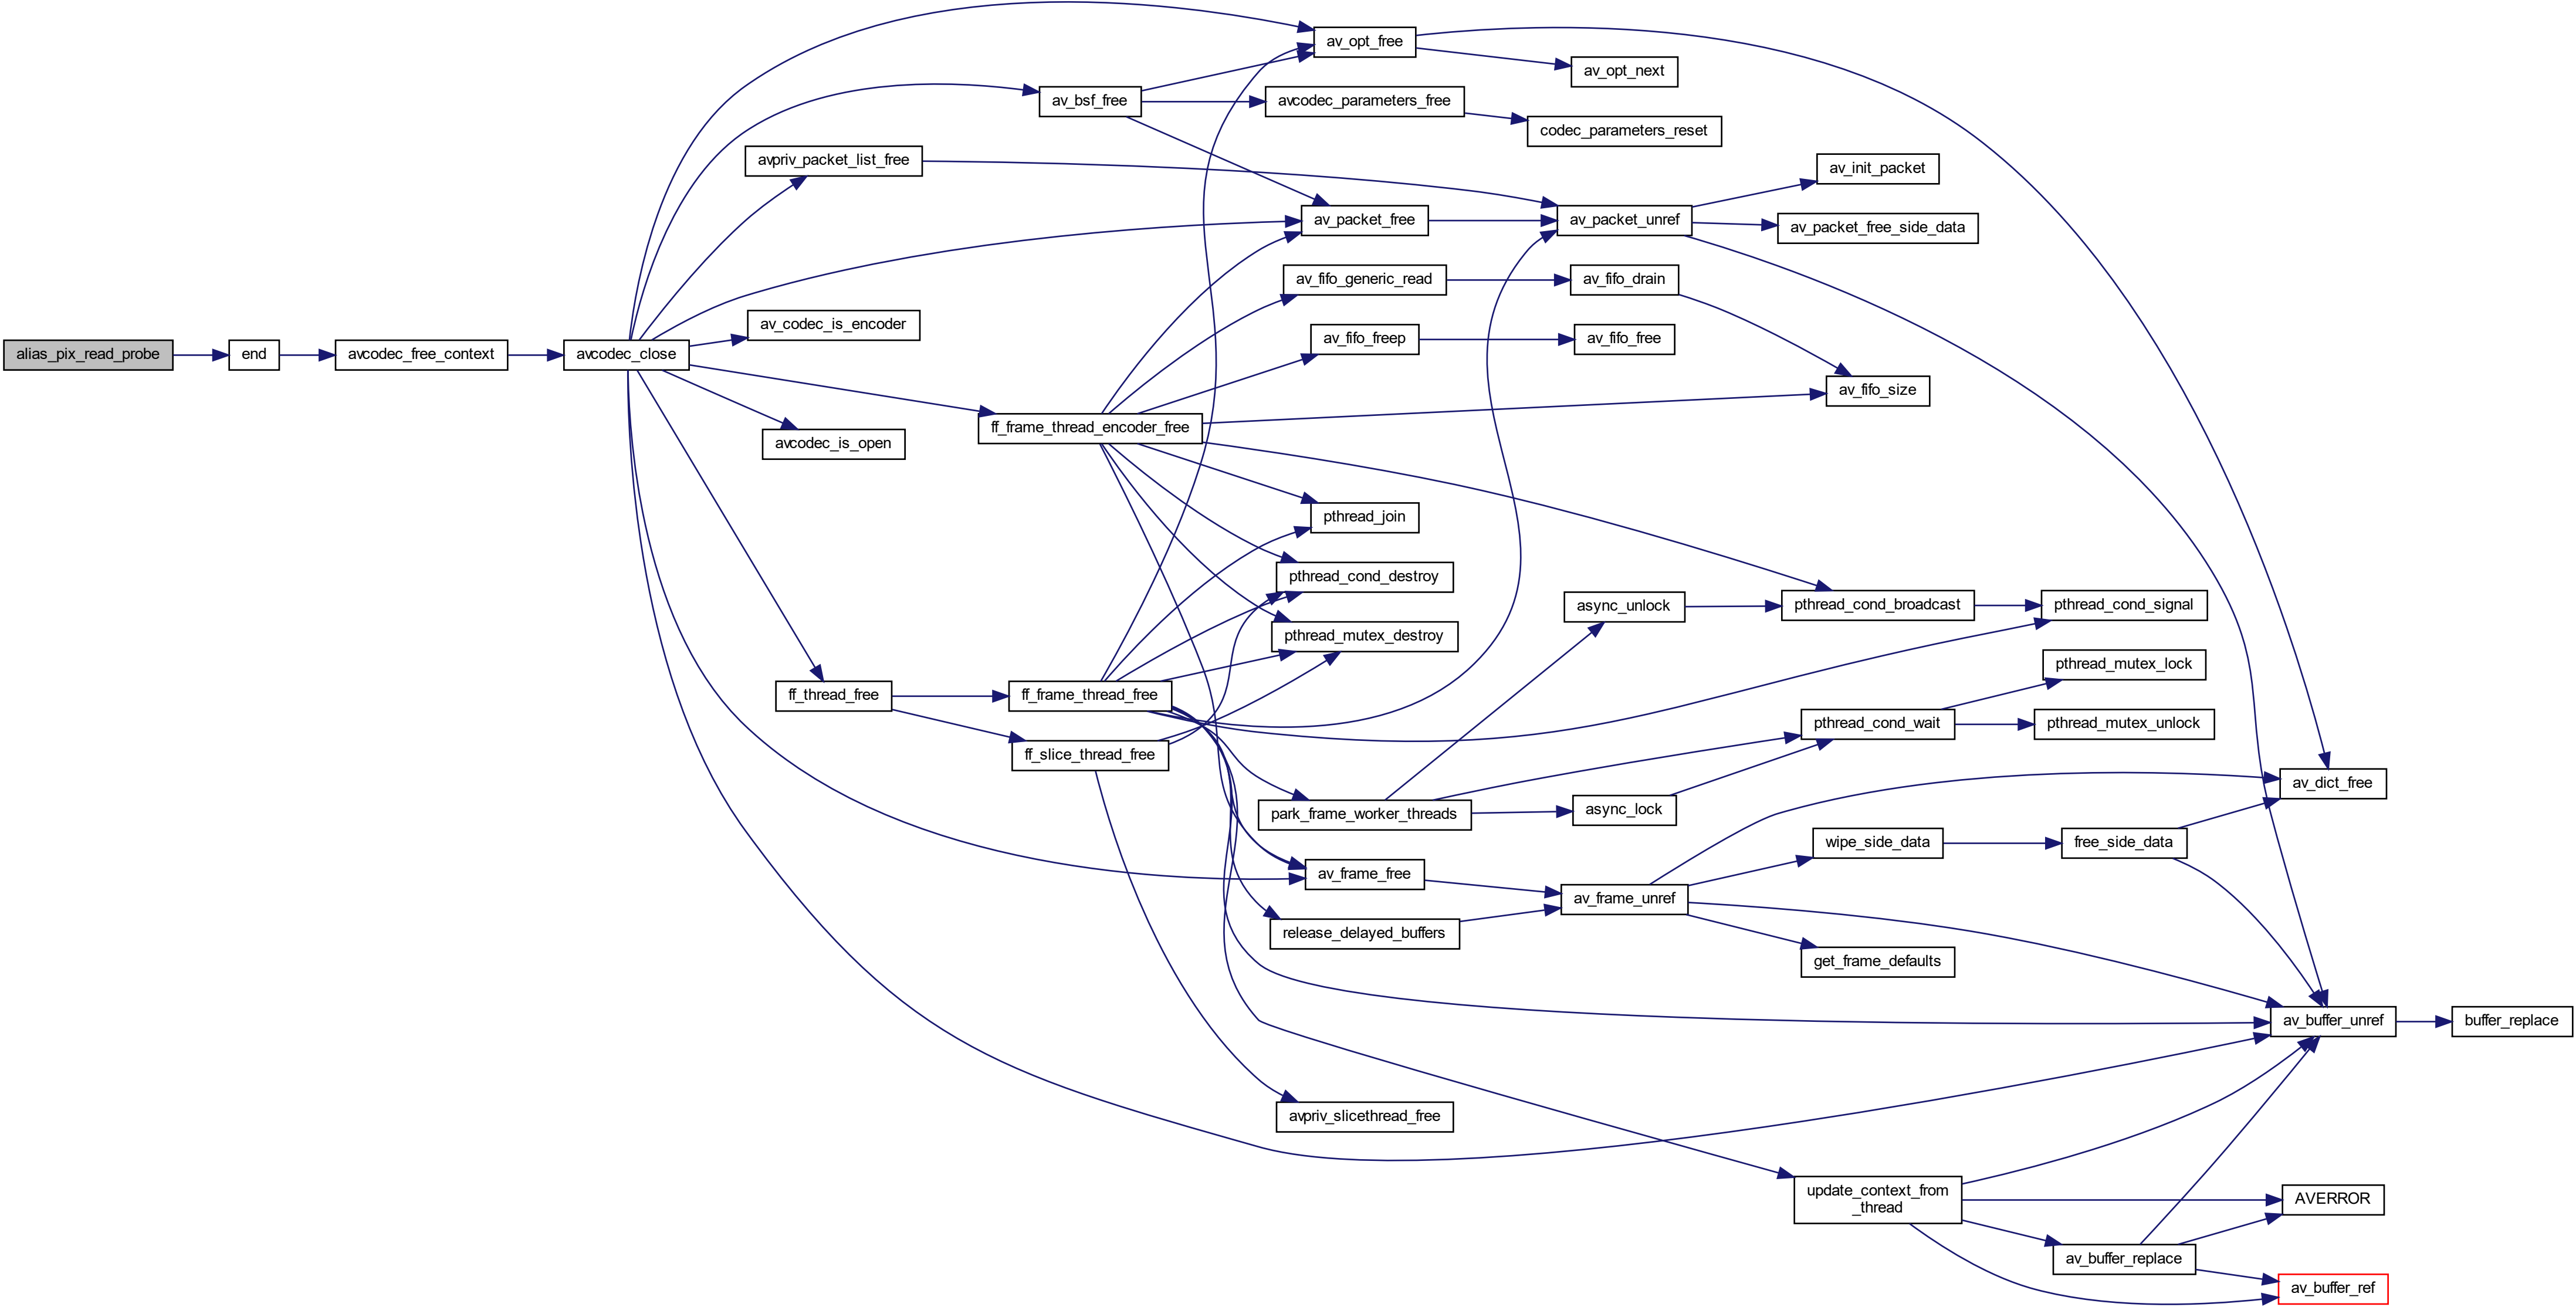 alias_pix_read_probe
end
avcodec_free_context
avcodec_close
av_opt_free
av_opt_next
av_bsf_free
avcodec_parameters_free
codec_parameters_reset
avpriv_packet_list_free
av_init_packet
av_packet_free
av_packet_unref
av_packet_free_side_data
av_fifo_generic_read
av_fifo_drain
av_codec_is_encoder
av_fifo_freep
av_fifo_free
av_fifo_size
ff_frame_thread_encoder_free
avcodec_is_open
pthread_join
pthread_cond_destroy
async_unlock
pthread_cond_broadcast
pthread_cond_signal
pthread_mutex_destroy
pthread_mutex_lock
ff_thread_free
ff_frame_thread_free
pthread_cond_wait
pthread_mutex_unlock
ff_slice_thread_free
av_dict_free
park_frame_worker_threads
async_lock
wipe_side_data
free_side_data
av_frame_free
av_frame_unref
release_delayed_buffers
get_frame_defaults
av_buffer_unref
buffer_replace
avpriv_slicethread_free
update_context_from
_thread
AVERROR
av_buffer_replace
av_buffer_ref